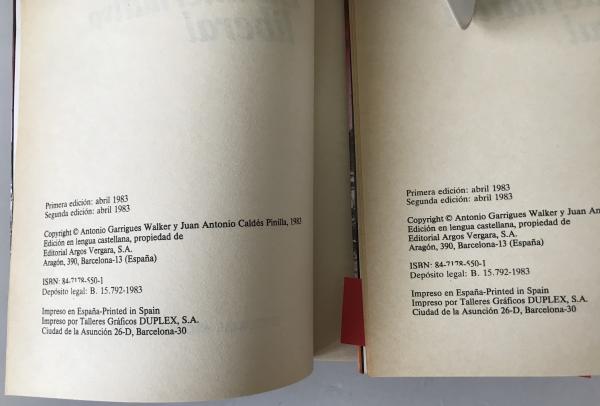 liberal
Primera edición: abril 1983
Segunda edición: abril 1983
Copyright © Antonio Garrigues Walker y Juan Antonio Caldés Pinilla, 1983
Edición en lengua castellana, propiedad de
Editorial Argos Vergara, S.A.
Aragón, 390, Barcelona-13 (España)
ISBN: 84-7178-550-1
Depósito legal: B. 15.792-1983
Impreso en España-Printed in Spain
Impreso por Talleres Gráficos DUPLEX, S.A.
Ciudad de la Asunción 26-D, Barcelona-30
Primera edición: abril 1983
Segunda edición: abril 1983
Copyright © Antonio Garrigues Walker y Juan An
Edición en lengua castellana, propiedad de
Editorial Argos Vergara, S.A.
Aragón, 390, Barcelona-13 (España)
ISBN: 84-7178-550-1
Depósito legal: B. 15.792-1983
Impreso en España-Printed in Spain
Impreso por Talleres Gráficos DUPLEX, S.A.
Ciudad de la Asunción 26-D, Barcelona-30